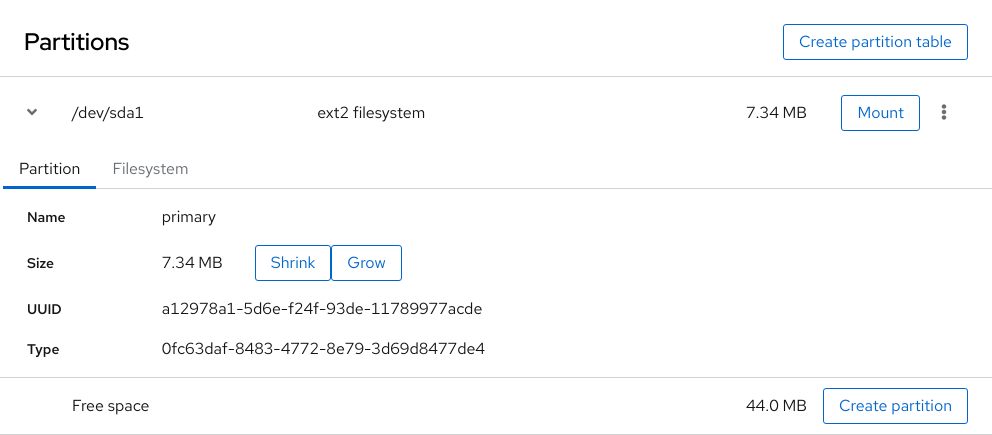 Partitions Create partition table
/dev/sda1 ext2 filesystem 7.34 MB Mount
Partition Filesystem
Name primary
Size 7.34 MB Shrink Grow
UUID a12978a1-5d6e-f24f-93de-11789977acde
Type 0fc63daf-8483-4772-8e79-3d69d8477de4
Free space 44.0 MB Create partition